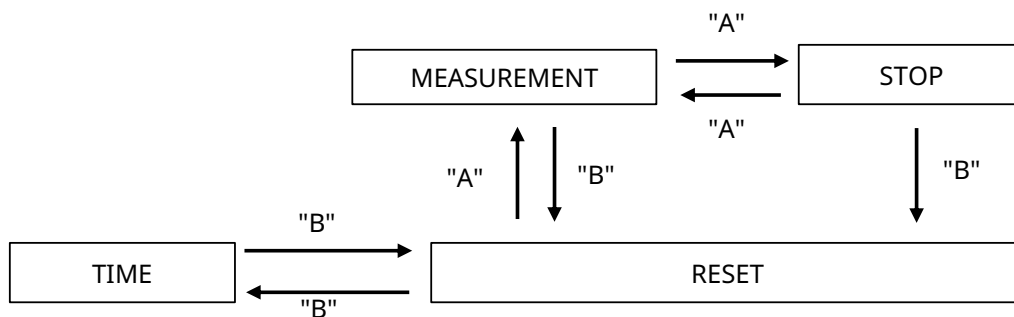 "A"
MEASUREMENT
STOP
"A"
"A"
"B"
"B"
"B"
TIME
RESET
"B"